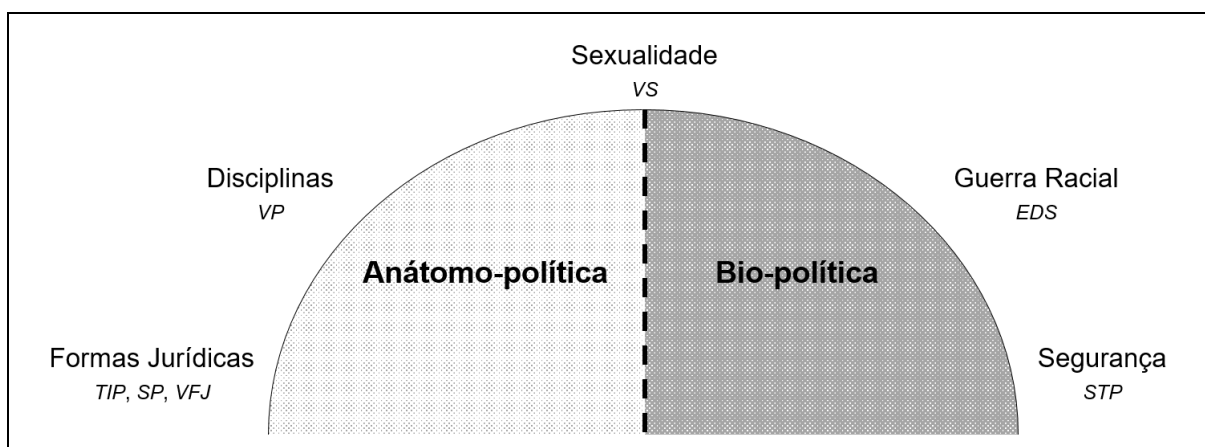 Sexualidade
VS
Disciplinas
VP
Guerra Racial
EDS
Anátomo-política
Bio-política
Formas Jurídicas
TIP, SP, VFJ
Segurança
STP